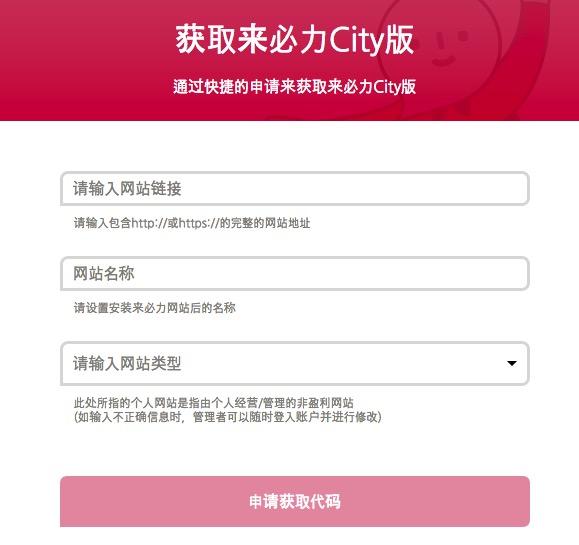 获取来必力City版
通过快捷的申请来获取来必力City版
请输入网站链接
请输入包含http://或https://的完整的网站地址
网站名称
请设置安装来必力网站后的名称
请输入网站类型
此处所指的个人网站是指由个人经营/管理的非盈利网站
(如输入不正确信息时，管理者可以随时登入账户并进行修改)
申请获取代码